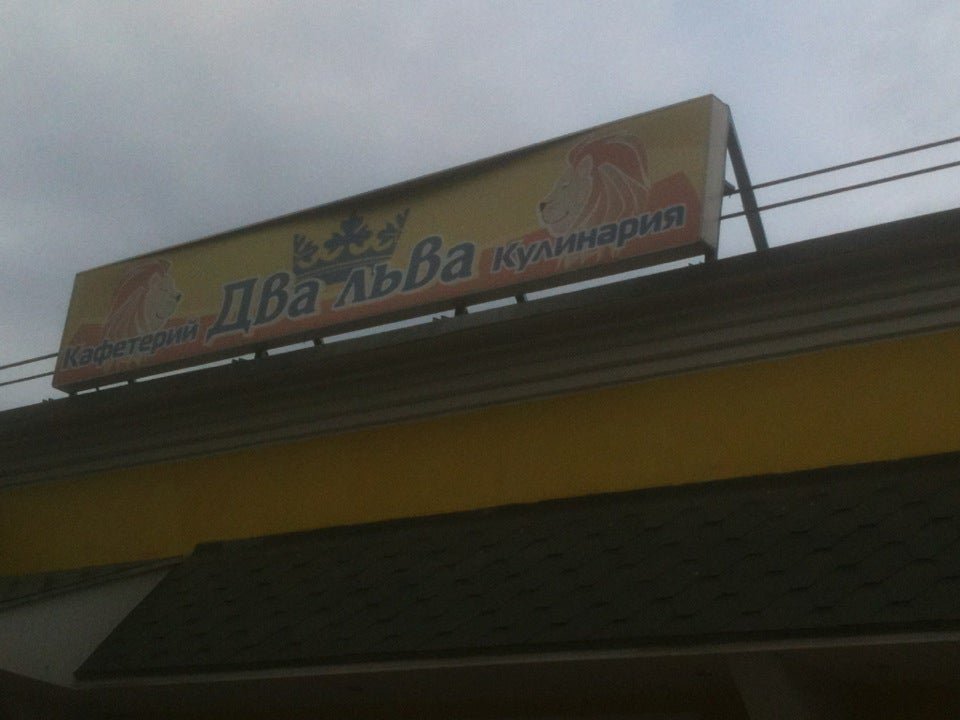 Кафетерий
Два льва
Кулинария